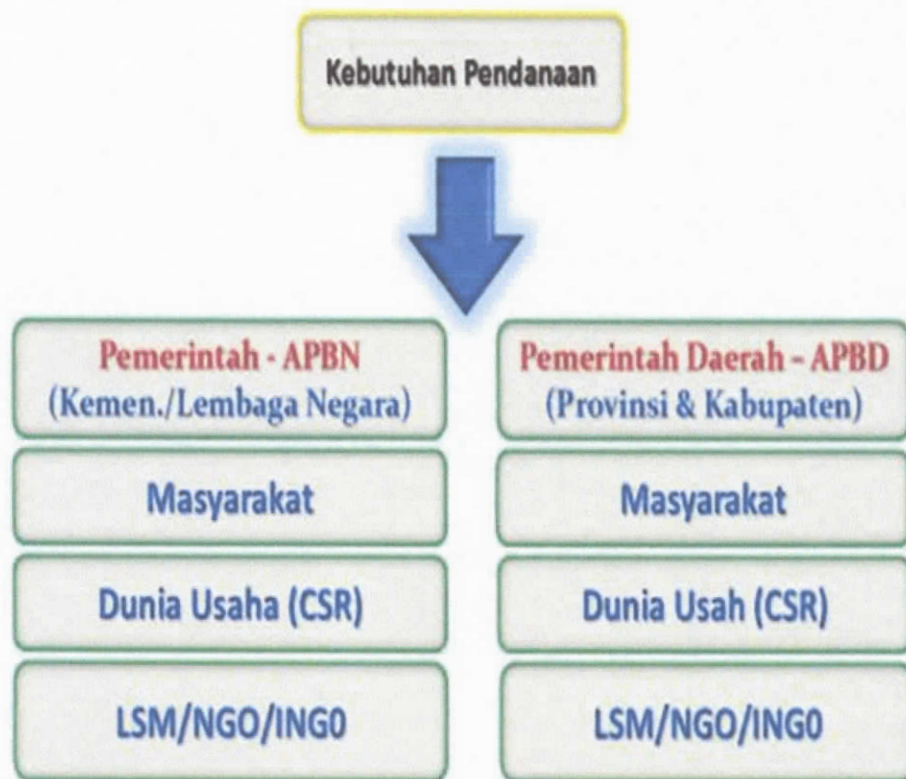 Kebutuhan Pendanaan
Pemerintah - APBN
(Kemen./Lembaga Negara)
Masyarakat
Dunia Usaha (CSR)
LSM/NGO/ING0
Pemerintah Daerah – APBD
(Provinsi & Kabupaten)
Masyarakat
Dunia Usah (CSR)
LSM/NGO/ING0